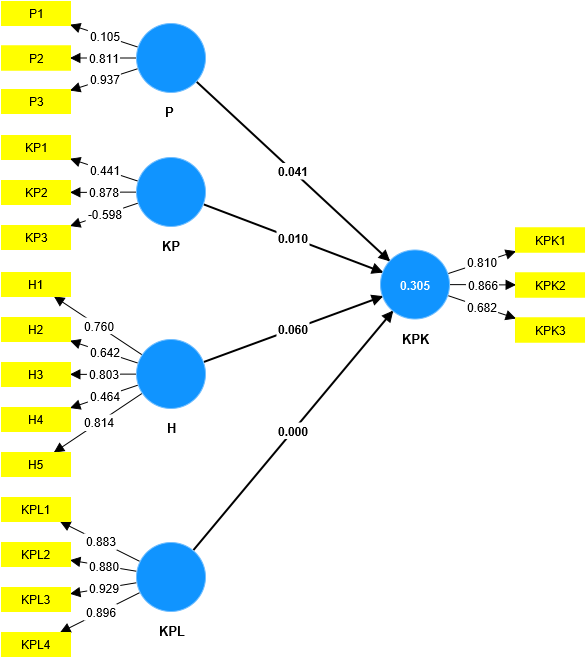 P1
P2
P3
0.105
0.811
0.937
P
KP1
KP2
KP3
0.441
0.878
-0.598
KP
H1
H2
H3
H4
H5
0.760
0.642
0.803
0.464
0.814
H
KPL1
KPL2
KPL3
KPL4
0.883
0.880
0.929
0.896
KPL
0.041
0.010
0.060
0.000
0.305
KPK
0.810
0.866
0.682
KPK1
KPK2
KPK3